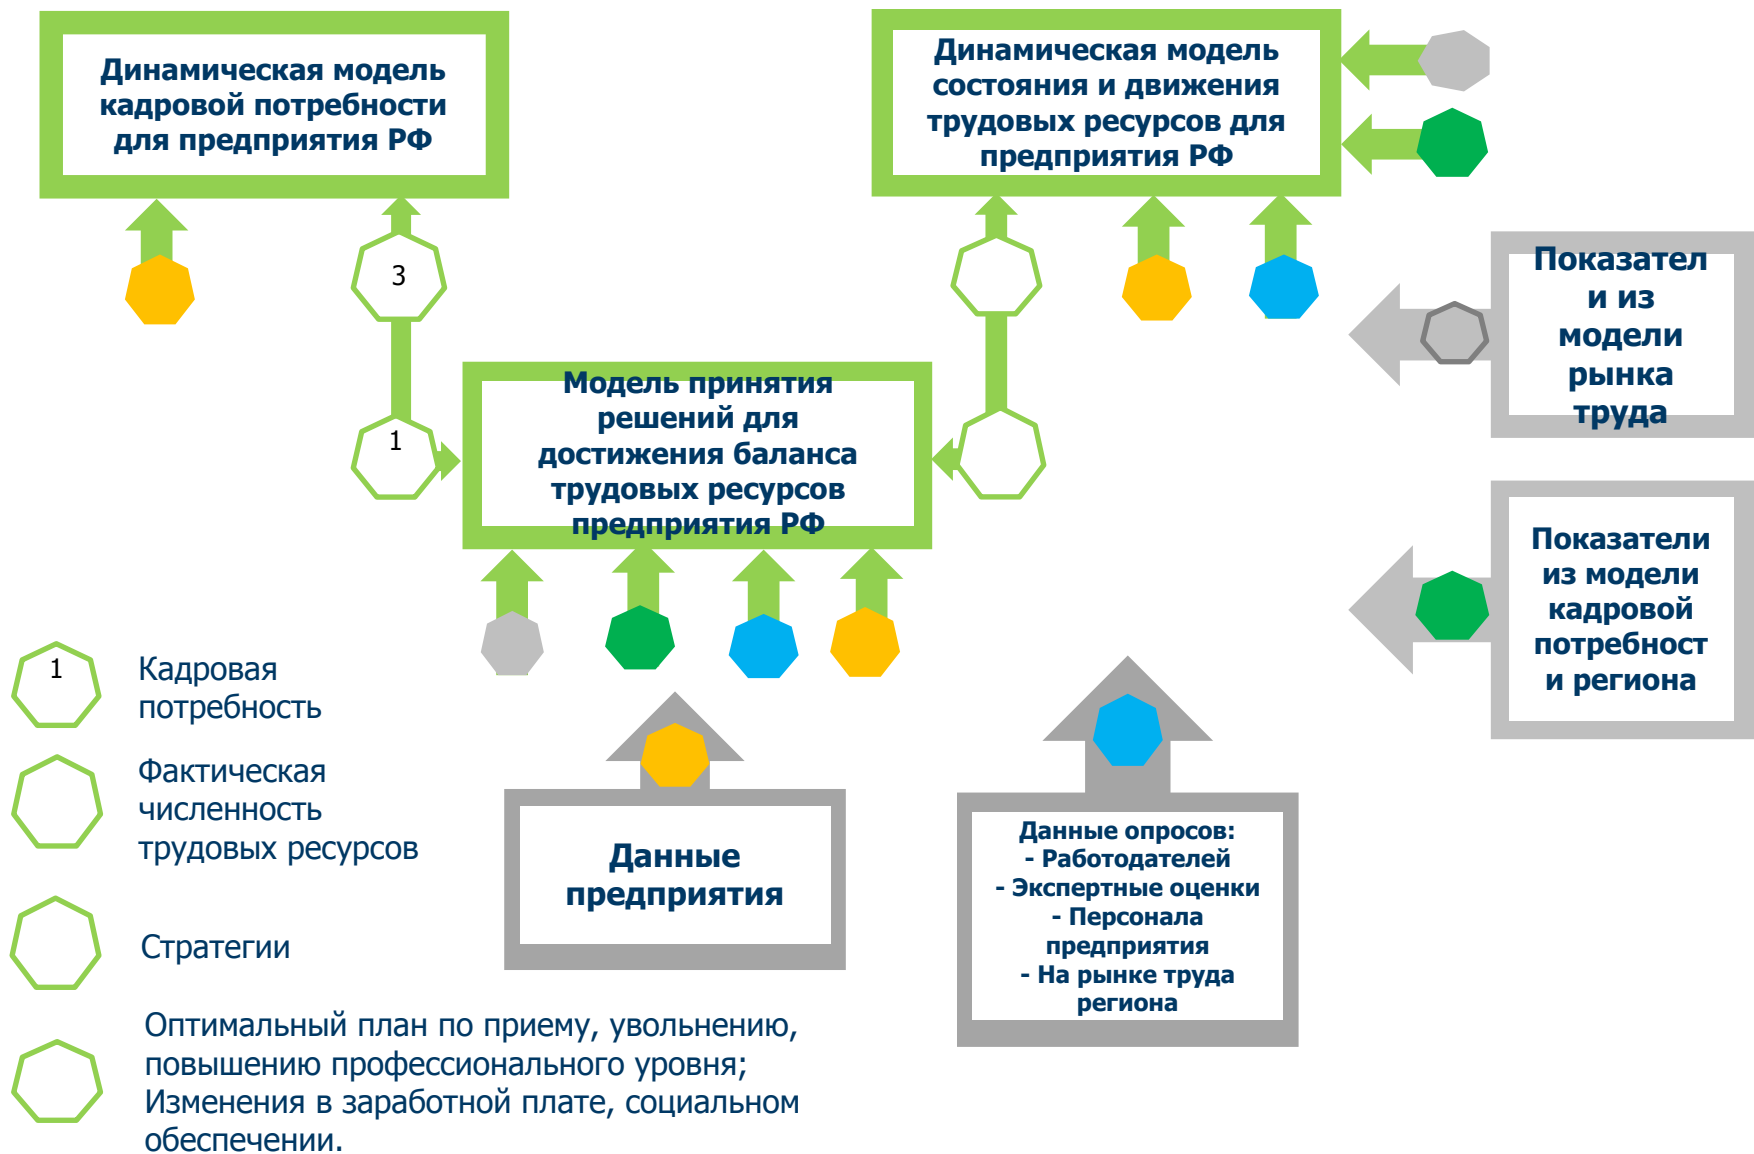 Динамическая модель
кадровой потребности
для предприятия РФ
Динамическая модель
состояния и движения
трудовых ресурсов для
предприятия РФ
3
1
Модель принятия
решений для
достижения баланса
трудовых ресурсов
предприятия РФ
Показател
и из
модели
рынка
труда
Показатели
из модели
кадровой
потребност
и региона
1
Кадровая
потребность
Фактическая
численность
трудовых ресурсов
Стратегии
Оптимальный план по приему, увольнению,
повышению профессионального уровня;
Изменения в заработной плате, социальном
обеспечении.
Данные
предприятия
Данные опросов:
- Работодателей
- Экспертные оценки
- Персонала
предприятия
- На рынке труда
региона